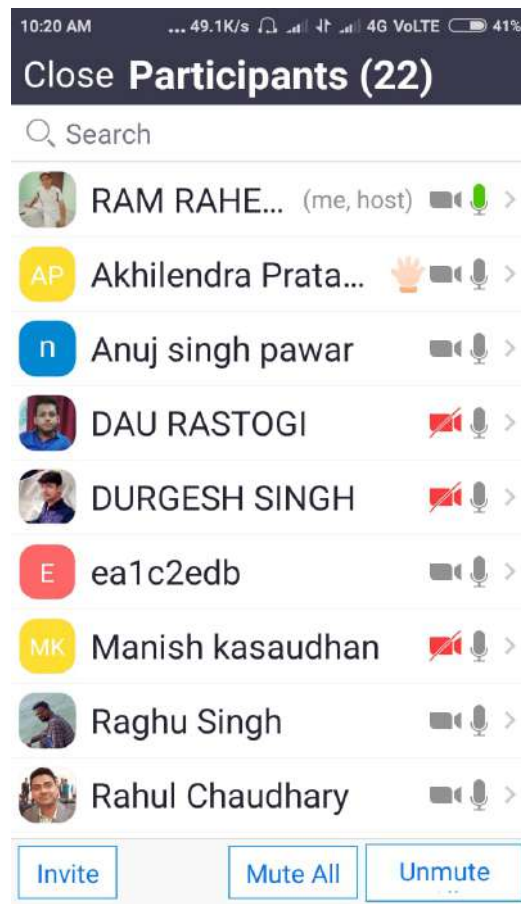 10:20 AM ... 49.1K/s 4G VoLTE 41%
Close Participants (22)
Search
RAM RAHE... (me, host)
AP Akhilendra Prata...
n Anuj singh pawar
DAU RASTOGI
DURGESH SINGH
E ea1c2edb
MK Manish kasaudhan
Raghu Singh
Rahul Chaudhary
Invite Mute All Unmute